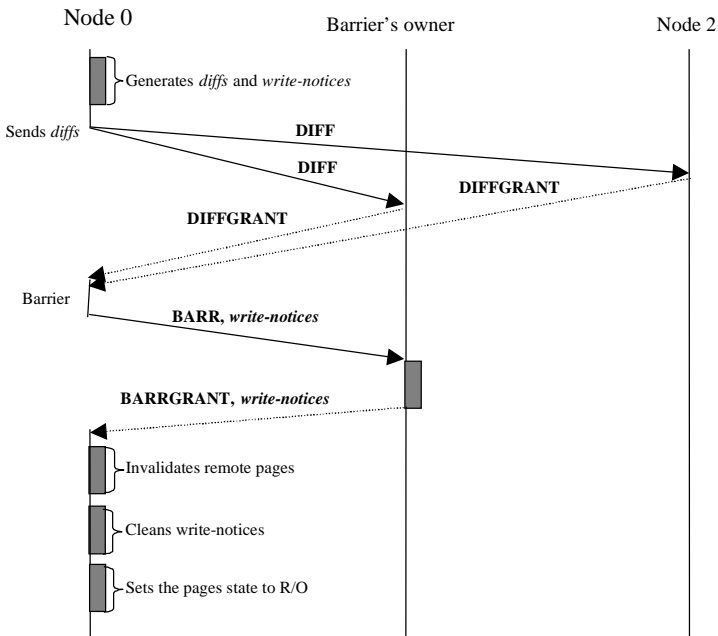 Node 0
Barrier's owner
Node 2
Generates diffs and write-notices
Sends diffs
DIFF
DIFF
DIFFGRANT
DIFFGRANT
Barrier
BARR, write-notices
BARRGRANT, write-notices
Invalidates remote pages
Cleans write-notices
Sets the pages state to R/O